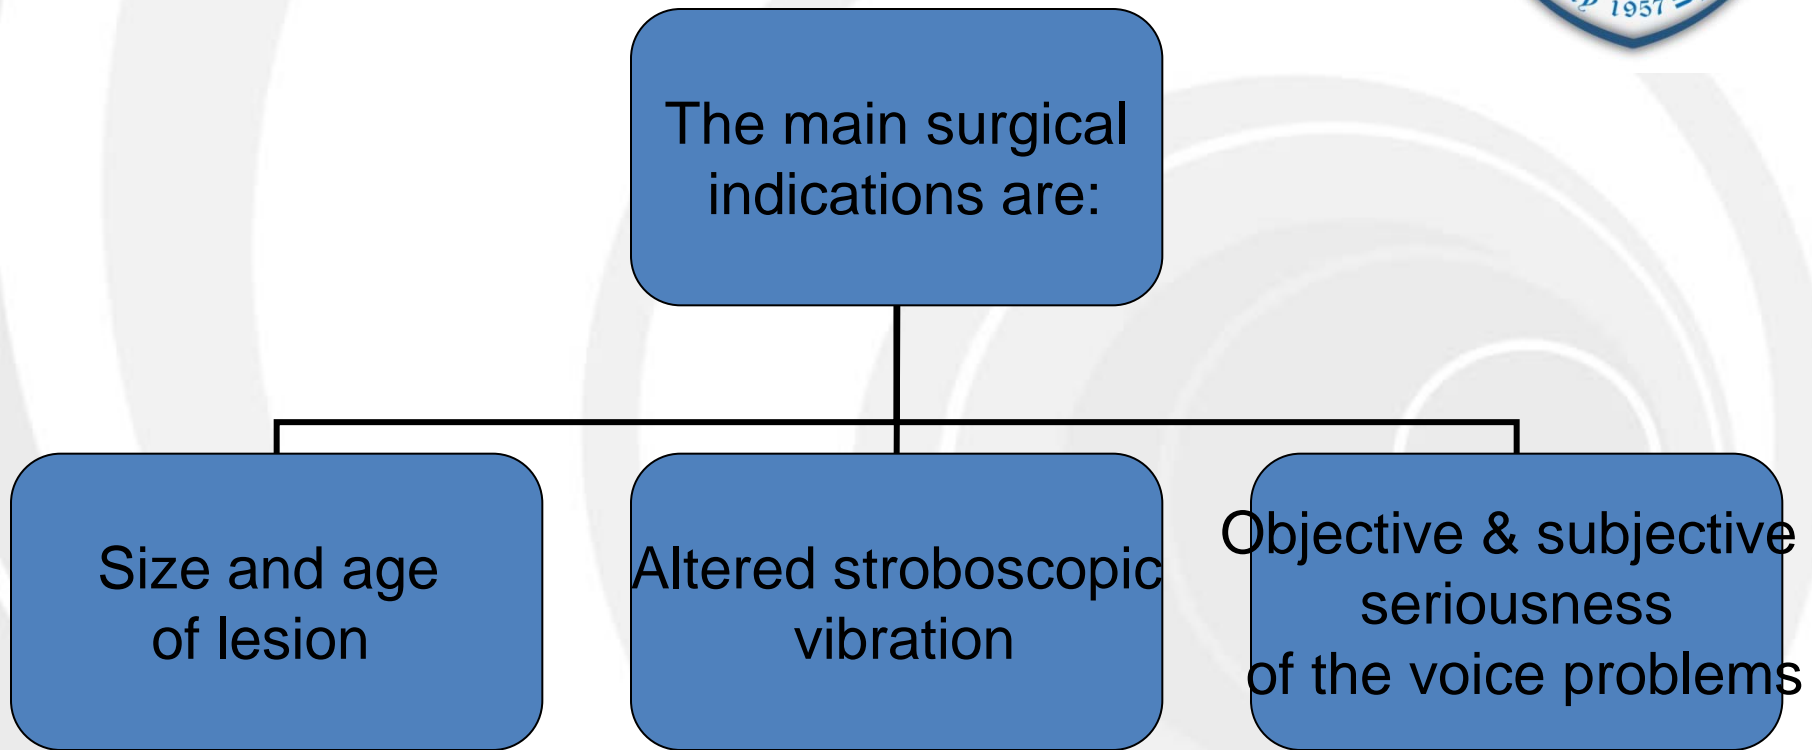 1957
The main surgical
indications are:
Size and age
of lesion
Altered stroboscopic
vibration
Objective & subjective
seriousness
of the voice problems